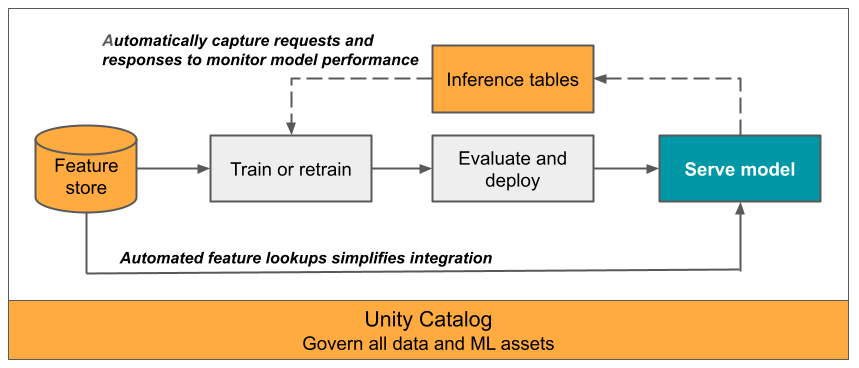 Automatically capture requests and
responses to monitor model performance
Inference tables
Feature
store
Train or retrain
Evaluate and
deploy
Serve model
Automated feature lookups simplifies integration
Unity Catalog
Govern all data and ML assets